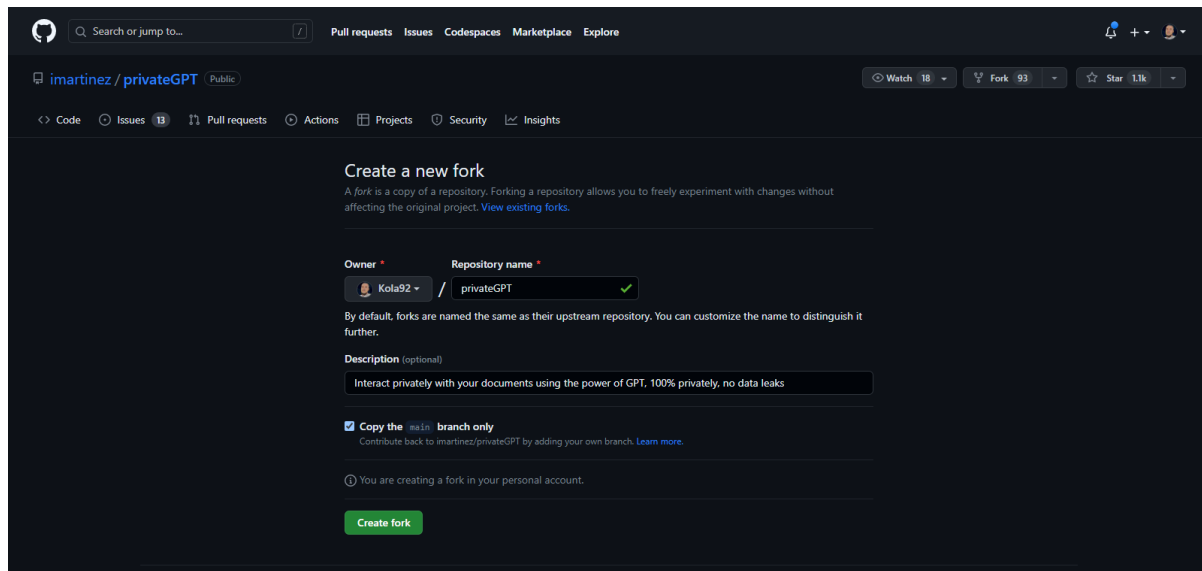 Search or jump to... /
Pull requests Issues Codespaces Marketplace Explore
imartinez / privateGPT Public
Watch 18 Fork 93 Star 1.1k
Code Issues 13 Pull requests Actions Projects Security Insights
Create a new fork
A fork is a copy of a repository. Forking a repository allows you to freely experiment with changes without
affecting the original project. View existing forks.
Owner * Repository name *
Kola92 / privateGPT
By default, forks are named the same as their upstream repository. You can customize the name to distinguish it
further.
Description (optional)
Interact privately with your documents using the power of GPT, 100% privately, no data leaks
Copy the main branch only
Contribute back to imartinez/privateGPT by adding your own branch. Learn more.
You are creating a fork in your personal account.
Create fork